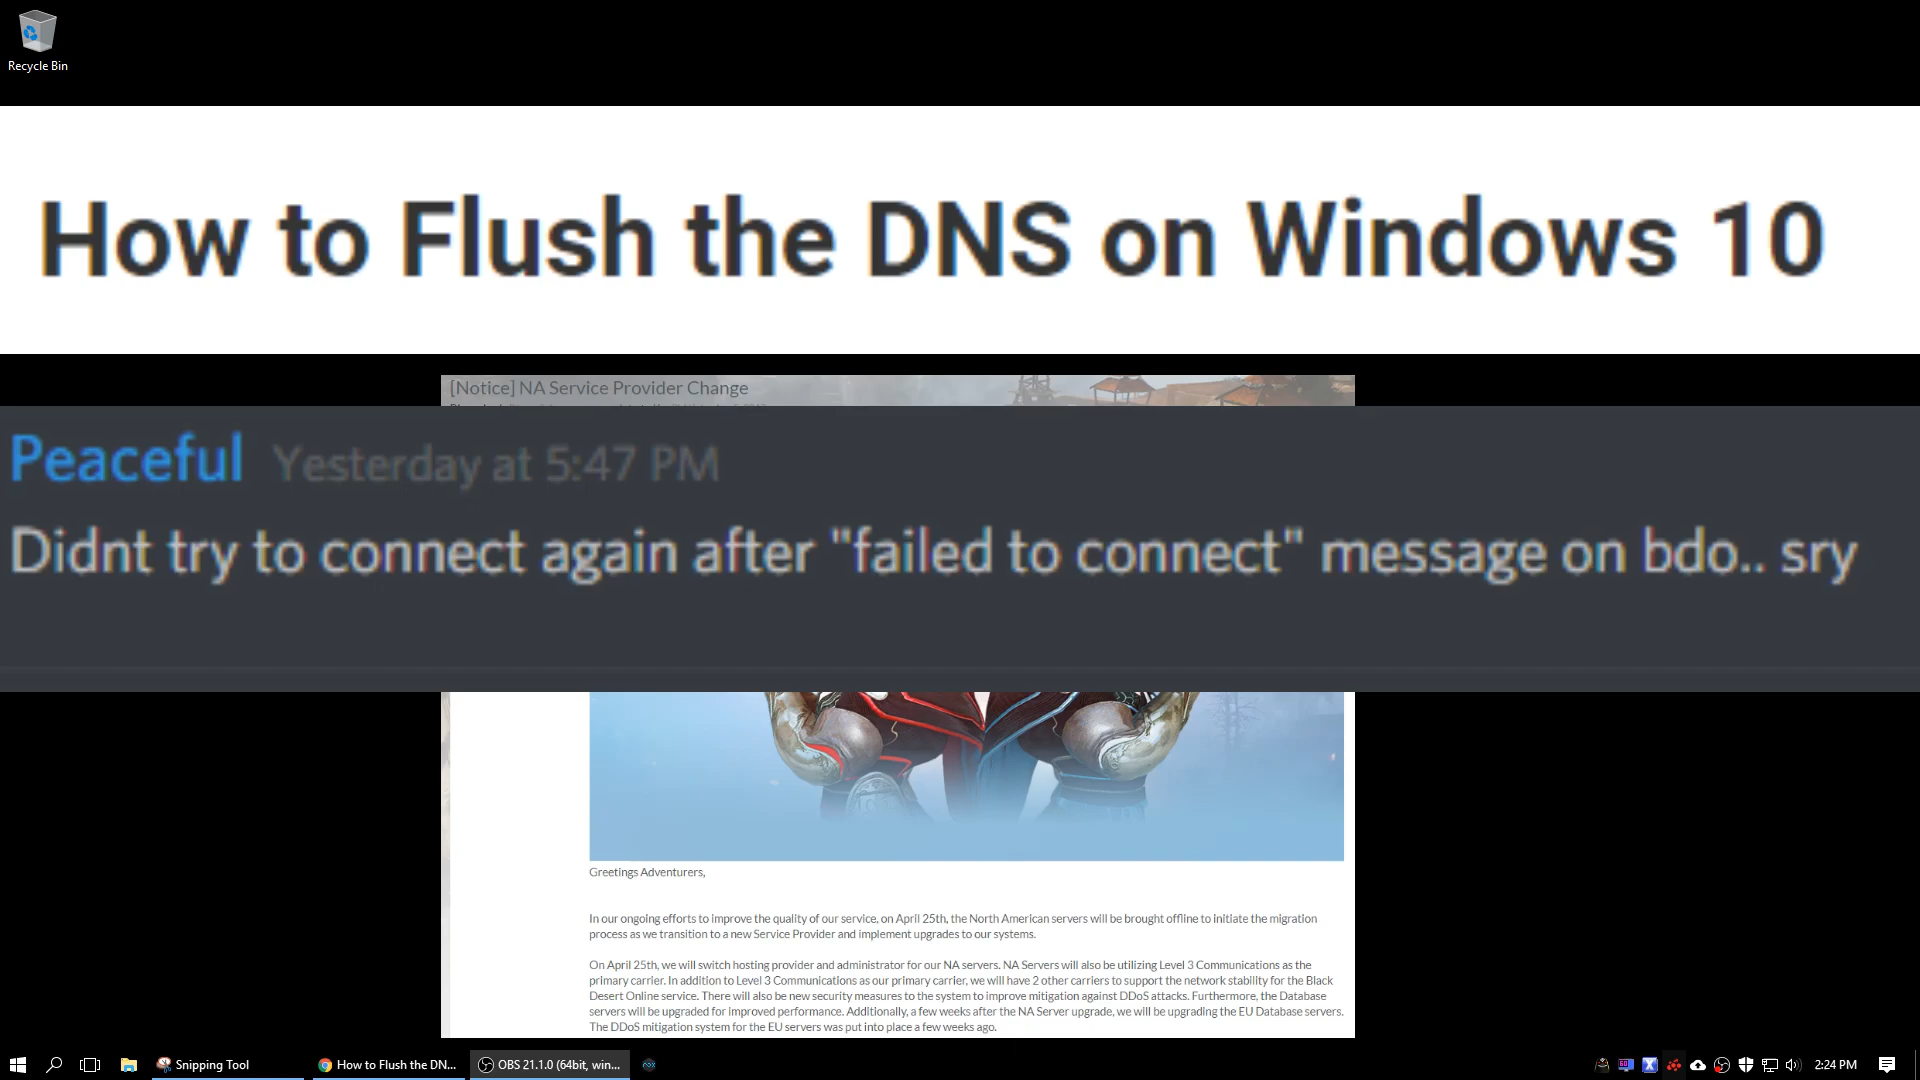 Recycle Bin
How to Flush the DNS on Windows 10
[Notice] NA Service Provider Change
Peaceful Yesterday at 5:47 PM
Didnt try to connect again after "failed to connect" message on bdo.. sry
Greetings Adventurers,
In our ongoing efforts to improve the quality of our service, on April 25th, the North American servers will be brought offline to initiate the migration
process as we transition to a new Service Provider and implement upgrades to our systems.
On April 25th, we will switch hosting provider and administrator for our NA servers. NA Servers will also be utilizing Level 3 Communications as the
primary carrier. In addition to Level 3 Communications as our primary carrier, we will have 2 other carriers to support the network stability for the Black
Desert Online service. There will also be new security measures to the system to improve mitigation against DDoS attacks. Furthermore, the Database
servers will be upgraded for improved performance. Additionally, a few weeks after the NA Server upgrade, we will be upgrading the EU Database servers.
The DDoS mitigation system for the EU servers was put into place a few weeks ago.
Snipping Tool
How to Flush the DN...
OBS 21.1.0 (64bit, win...
2:24 PM